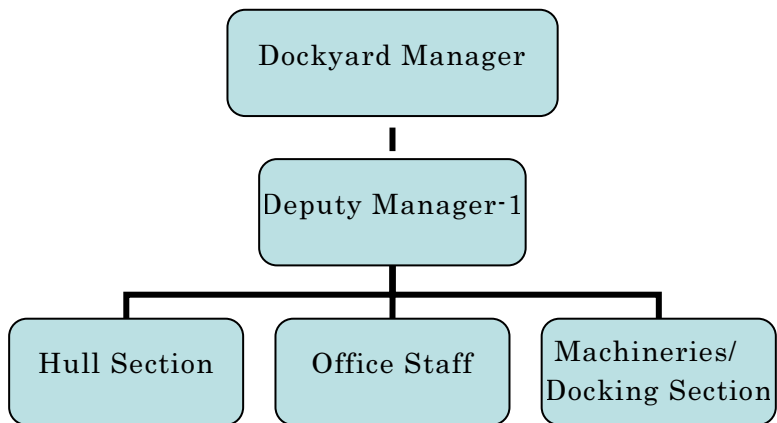 Dockyard Manager
Deputy Manager-1
Hull Section
Office Staff
Machineries/
Docking Section